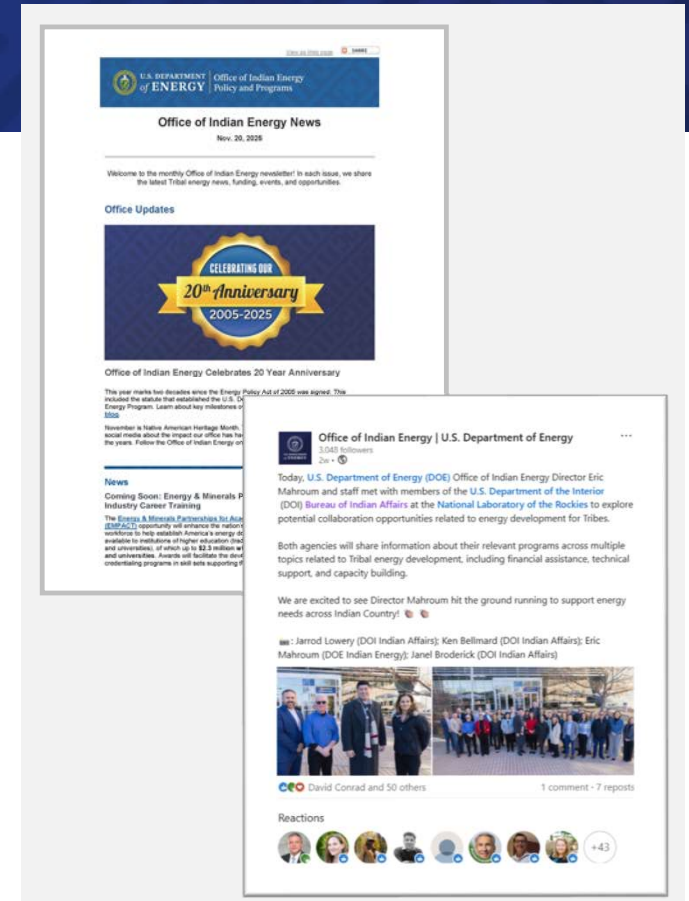 View as Web page SHARE
U.S. DEPARTMENT of ENERGY Office of Indian Energy Policy and Programs
Office of Indian Energy News
Nov. 20, 2025
Welcome to the monthly Office of Indian Energy newsletter! In each issue, we share
the latest Tribal energy news, funding, events, and opportunities.
Office Updates
CELEBRATING OUR
20th Anniversary
2005-2025
Office of Indian Energy Celebrates 20 Year Anniversary
This year marks two decades since the Energy Policy Act of 2005 was signed. This
included the statute that established the U.S.
Energy Program. Learn about key milestones
blog.
November is Native American Heritage Month.
social media about the impact our office has
the years. Follow the Office of Indian Energy on
News
Coming Soon: Energy & Minerals
Industry Career Training
The Energy & Minerals Partnerships for
(EMPACT) opportunity will enhance the
workforce to help establish America's energy
available to institutions of higher education
and universities), of which up to $2.3 million
and universities. Awards will facilitate the
credentialing programs in skill sets supporting
Office of Indian Energy | U.S. Department of Energy
3,048 followers
2w •
Today, U.S. Department of Energy (DOE) Office of Indian Energy Director Eric
Mahroum and staff met with members of the U.S. Department of the Interior
(DOI) Bureau of Indian Affairs at the National Laboratory of the Rockies to explore
potential collaboration opportunities related to energy development for Tribes.
Both agencies will share information about their relevant programs across multiple
topics related to Tribal energy development, including financial assistance, technical
support, and capacity building.
We are excited to see Director Mahroum hit the ground running to support energy
needs across Indian Country!
: Jarrod Lowery (DOI Indian Affairs); Ken Bellmard (DOI Indian Affairs); Eric
Mahroum (DOE Indian Energy); Janel Broderick (DOI Indian Affairs)
David Conrad and 50 others 1 comment · 7 reposts
Reactions
+43